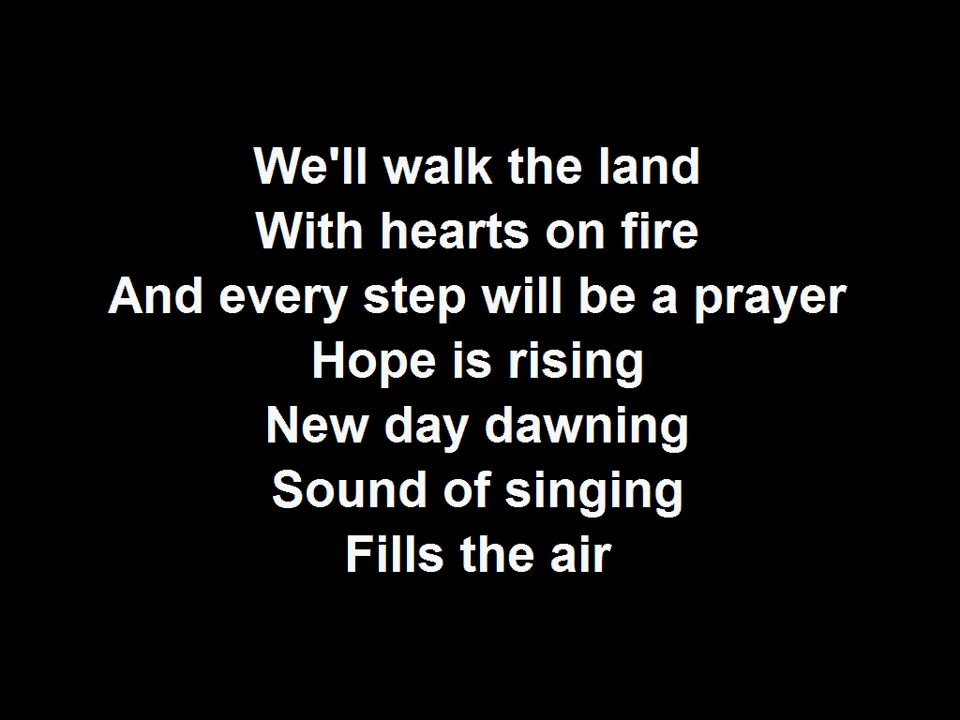 We'll walk the land
With hearts on fire
And every step will be a prayer
Hope is rising
New day dawning
Sound of singing
Fills the air